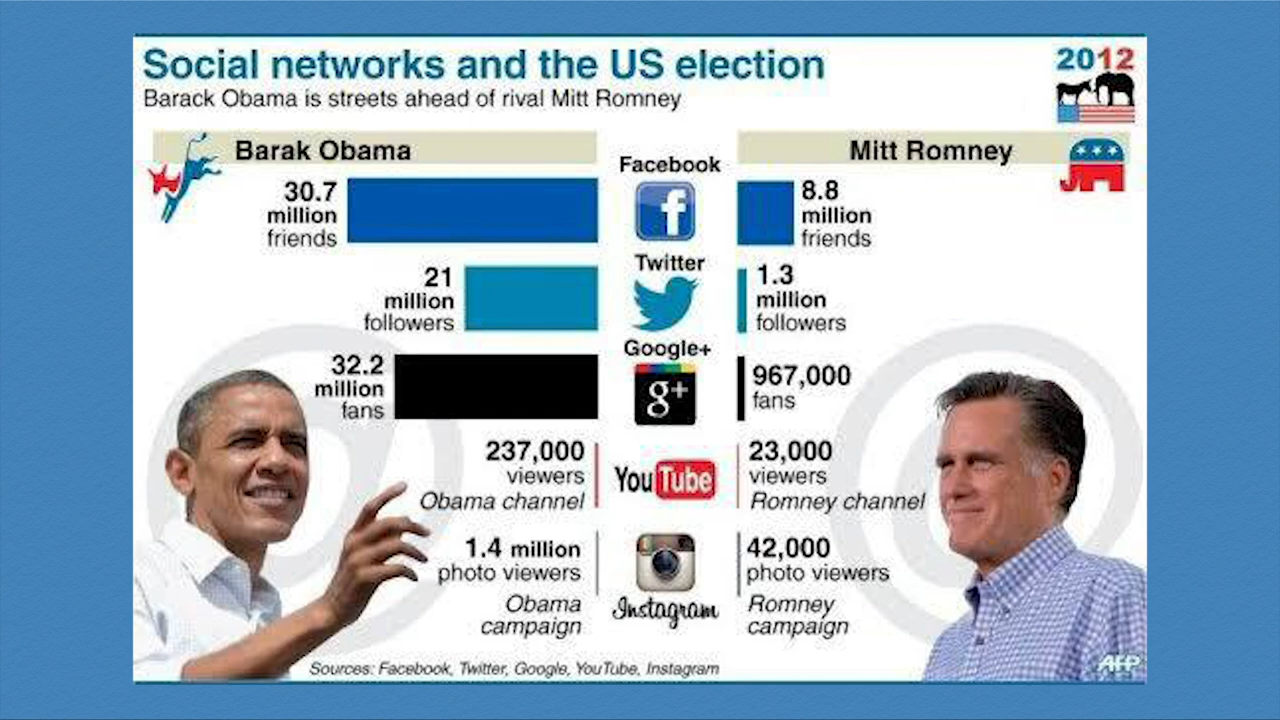 Social networks and the US election
Barack Obama is streets ahead of rival Mitt Romney
2012
Barak Obama
Mitt Romney
Facebook
30.7
million
friends
8.8
million
friends
Twitter
21
million
followers
1.3
million
followers
Google+
32.2
million
fans
g+
967,000
fans
237,000
viewers
Obama channel
YouTube
23,000
viewers
Romney channel
1.4 million
photo viewers
Obama
campaign
Instagram
42,000
photo viewers
Romney
campaign
Sources: Facebook, Twitter, Google, YouTube, Instagram
AFP